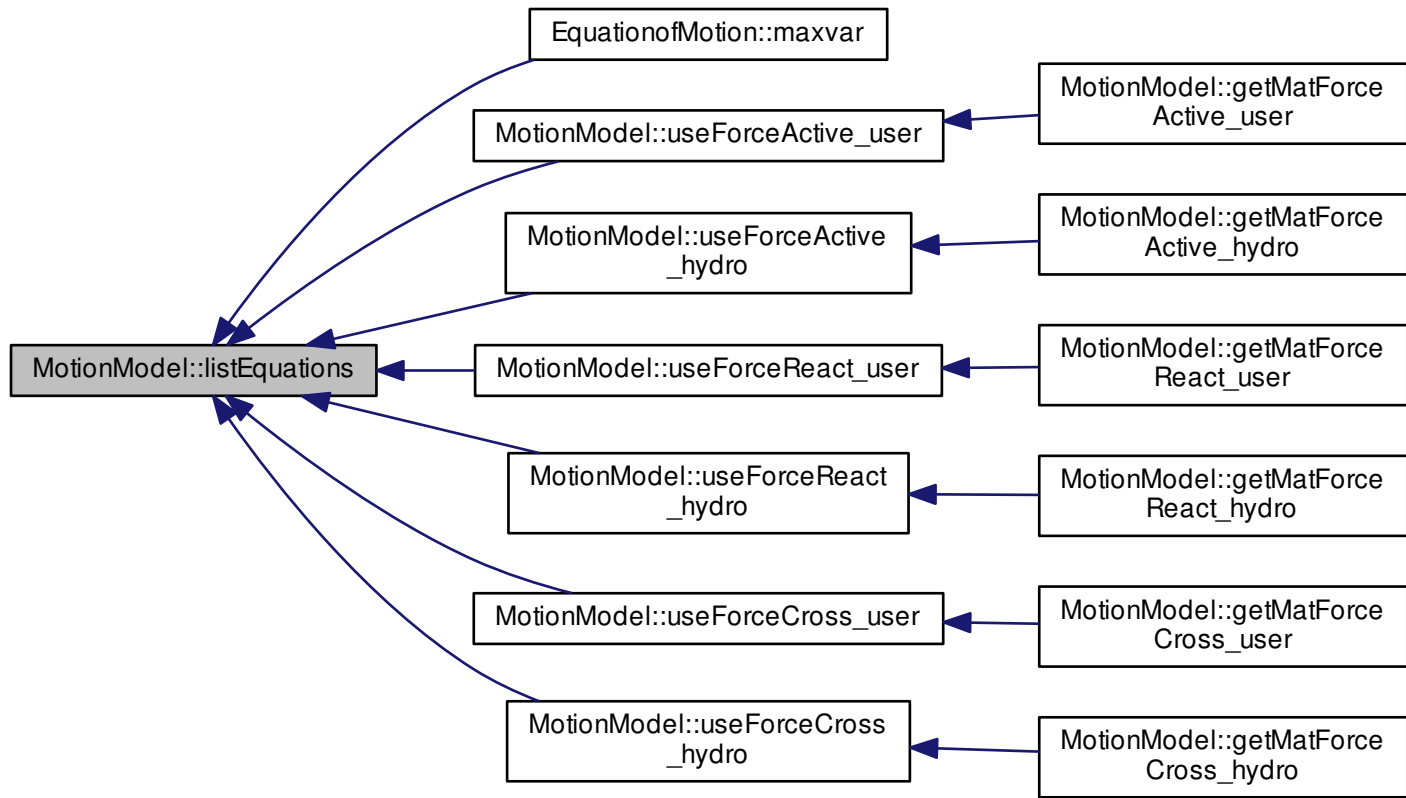 EquationofMotion::maxvar
MotionModel::useForceActive_user
MotionModel::getMatForce
Active_user
MotionModel::useForceActive
_hydro
MotionModel::getMatForce
Active_hydro
MotionModel::listEquations
MotionModel::useForceReact_user
MotionModel::getMatForce
React_user
MotionModel::useForceReact
_hydro
MotionModel::getMatForce
React_hydro
MotionModel::useForceCross_user
MotionModel::getMatForce
Cross_user
MotionModel::useForceCross
_hydro
MotionModel::getMatForce
Cross_hydro